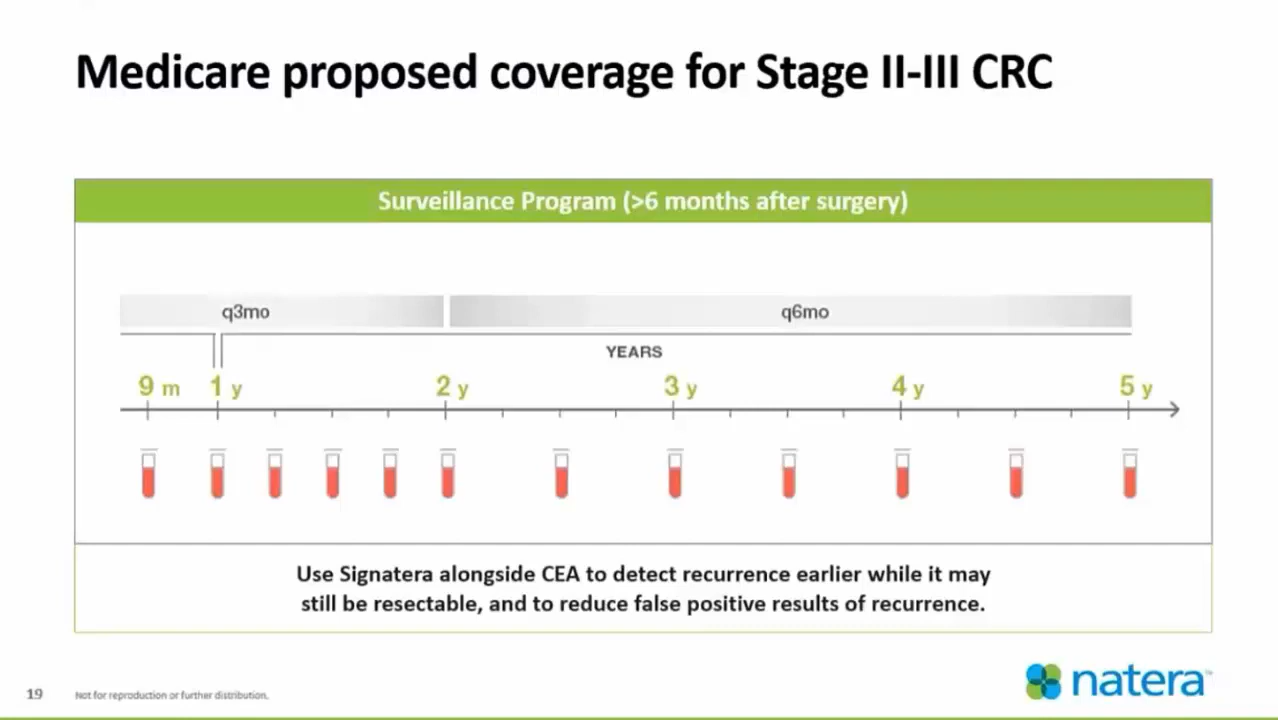 Medicare proposed coverage for Stage II-III CRC
Surveillance Program (>6 months after surgery)
q3mo
q6mo
YEARS
9 m
1 y
2 y
3 y
4 y
5 y
Use Signatera alongside CEA to detect recurrence earlier while it may
still be resectable, and to reduce false positive results of recurrence.
19
Not for reproduction or further distribution.
natera™